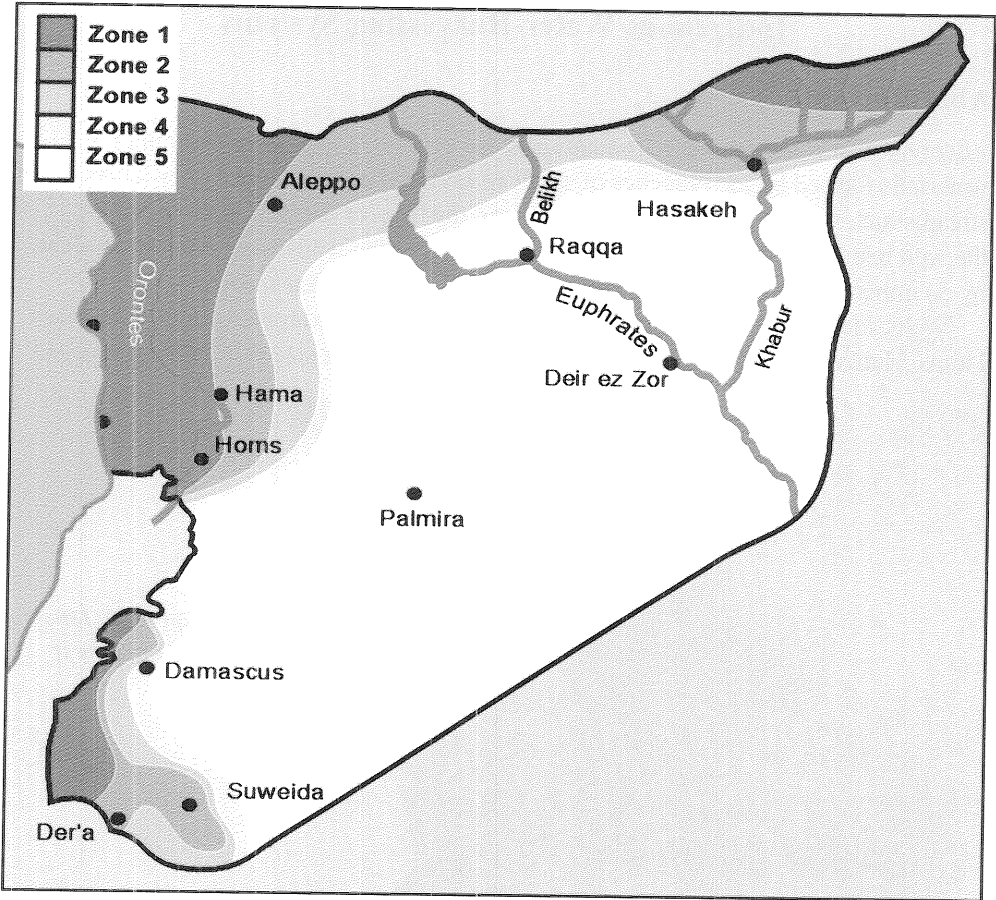 Zone 1
Zone 2
Zone 3
Zone 4
Zone 5
Aleppo
Belikh
Hasakeh
Raqqa
Orontes
Euphrates
Khabur
Deir ez Zor
Hama
Homs
Palmira
Damascus
Suweida
Der'a